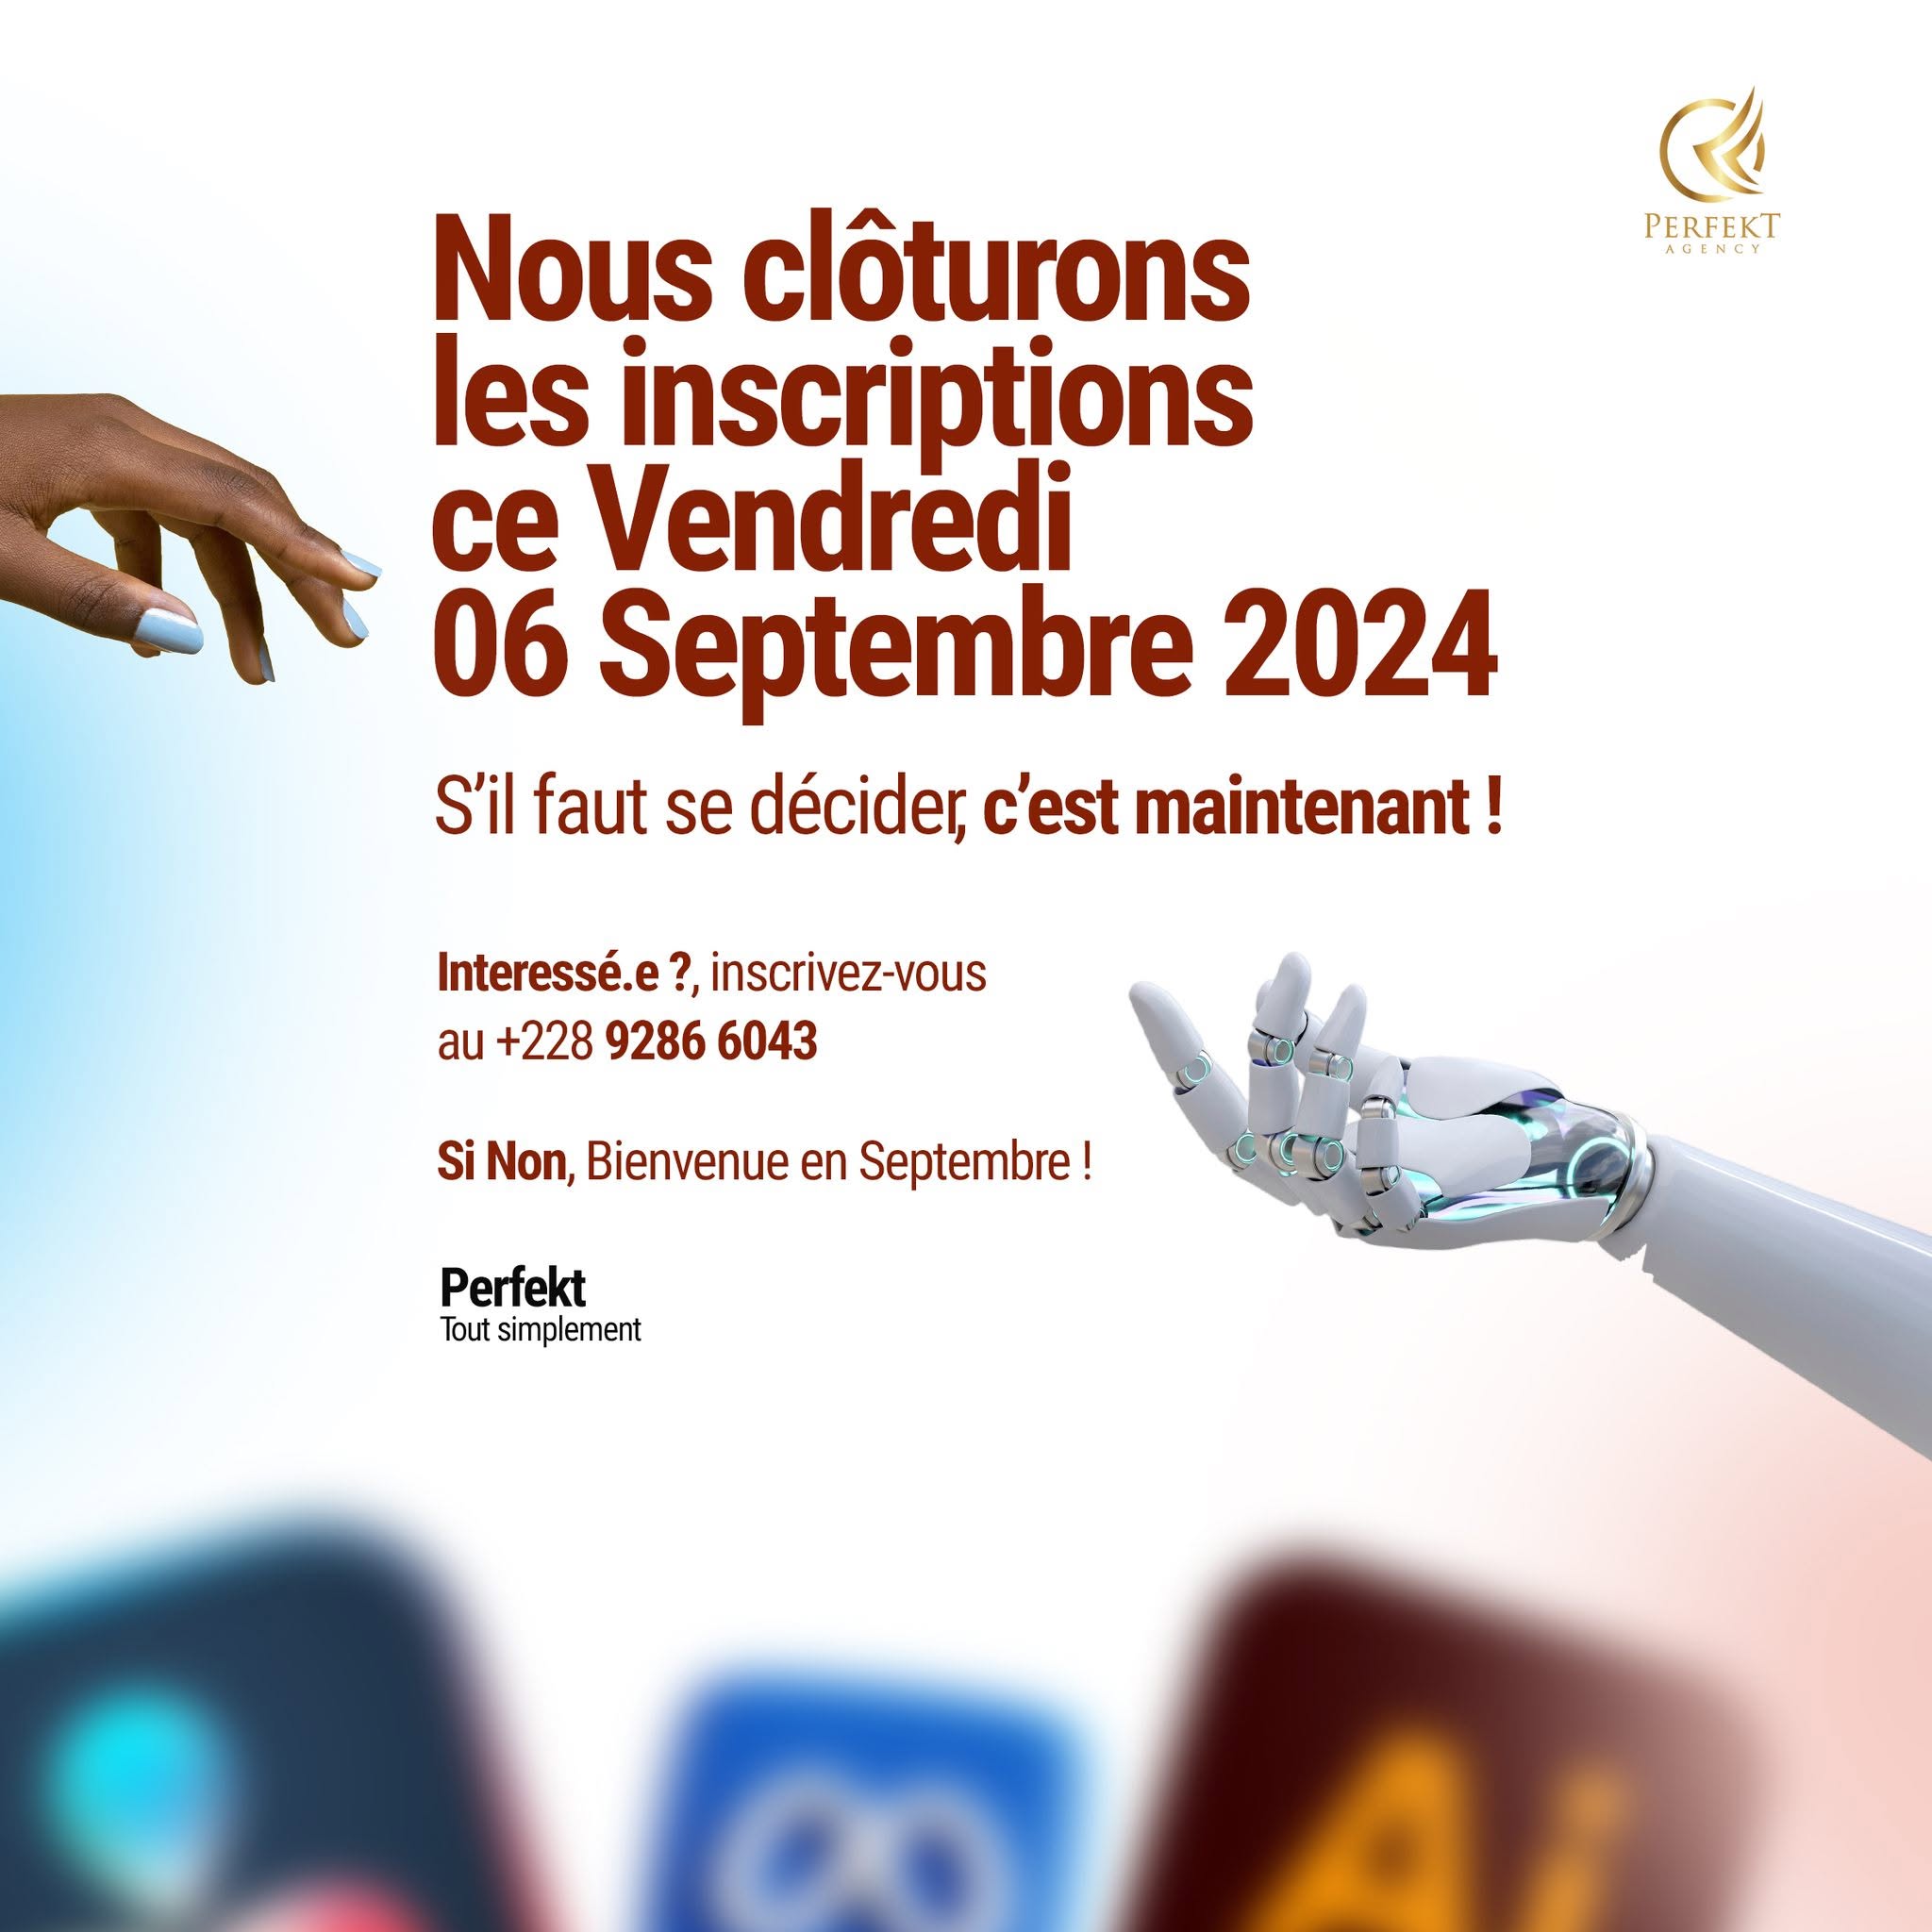 PERFEKT
AGENCY
Nous clôturons
les inscriptions
ce Vendredi
06 Septembre 2024
S’il faut se décider, c’est maintenant !
Interessé.e ?, inscrivez-vous
au +228 9286 6043
Si Non, Bienvenue en Septembre !
Perfekt
Tout simplement
Ai